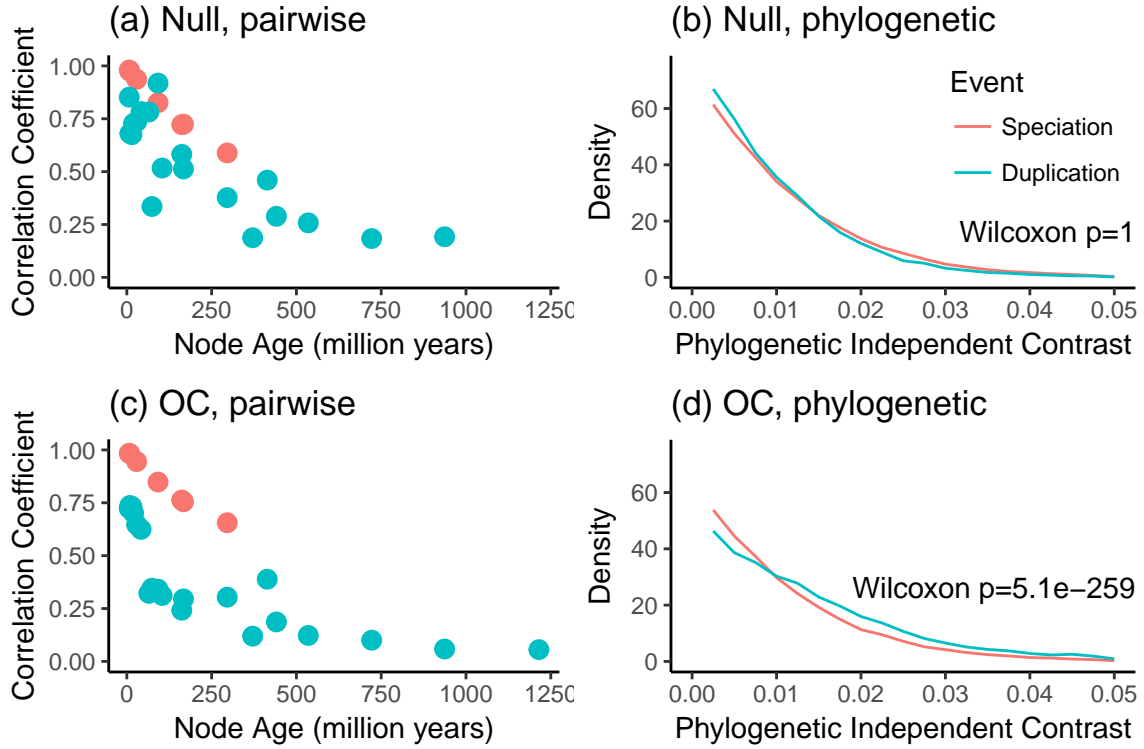 (a) Null, pairwise
Correlation Coefficient
1.00
0.75
0.50
0.25
0.00
0 250 500 750 1000 1250
Node Age (million years)
(b) Null, phylogenetic
Density
60
40
20
0
Event
Speciation
Duplication
Wilcoxon p=1
0.00 0.01 0.02 0.03 0.04 0.05
Phylogenetic Independent Contrast
(c) OC, pairwise
Correlation Coefficient
1.00
0.75
0.50
0.25
0.00
0 250 500 750 1000 1250
Node Age (million years)
(d) OC, phylogenetic
Density
60
40
20
0
Wilcoxon p=5.1e−259
0.00 0.01 0.02 0.03 0.04 0.05
Phylogenetic Independent Contrast